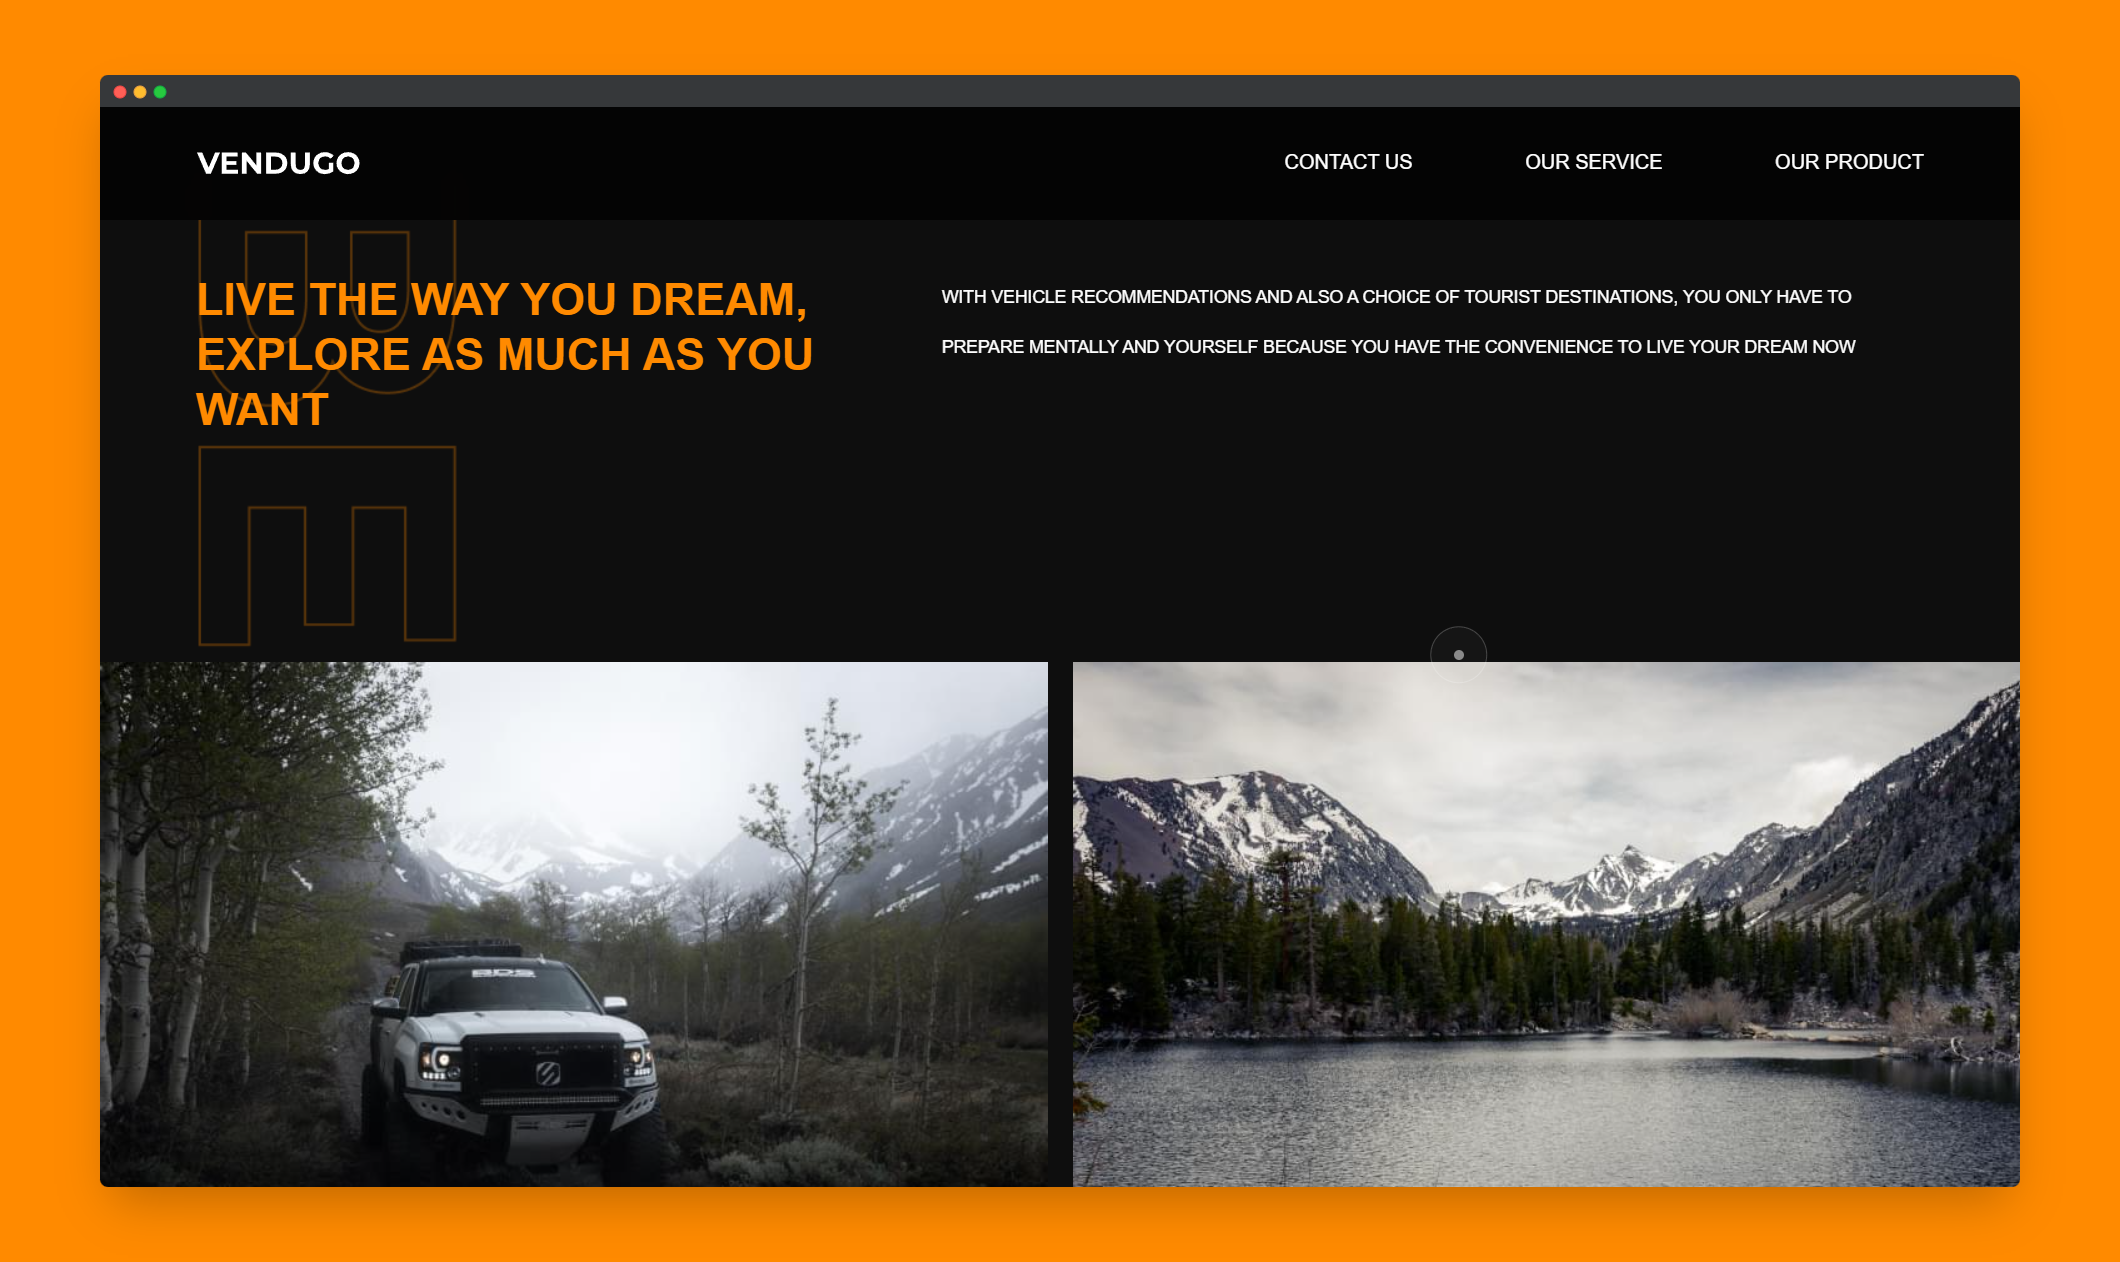 VENDUGO
CONTACT US
OUR SERVICE
OUR PRODUCT
BE
LIVE THE WAY YOU DREAM,
EXPLORE AS MUCH AS YOU
WANT
WITH VEHICLE RECOMMENDATIONS AND ALSO A CHOICE OF TOURIST DESTINATIONS, YOU ONLY HAVE TO
PREPARE MENTALLY AND YOURSELF BECAUSE YOU HAVE THE CONVENIENCE TO LIVE YOUR DREAM NOW
BDS